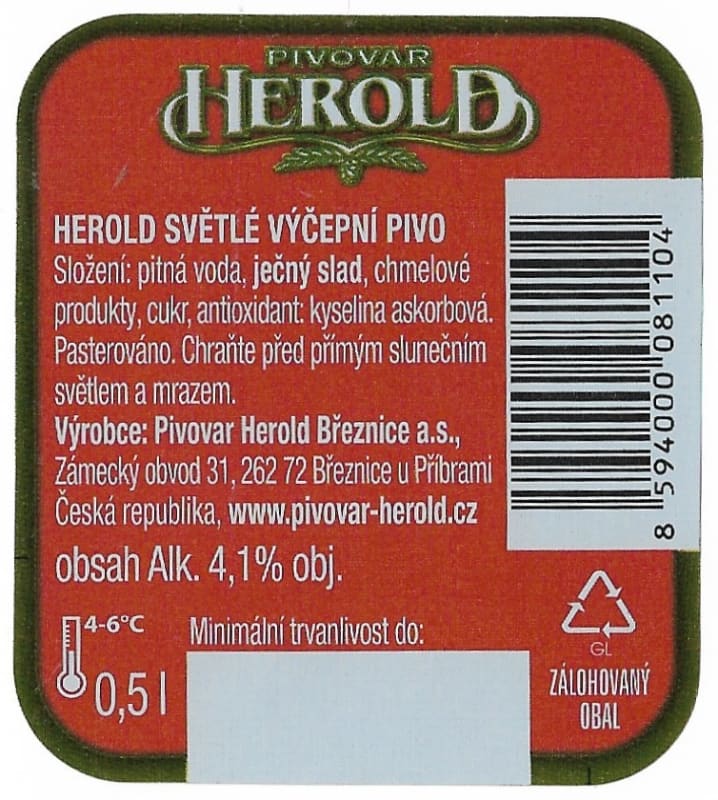 PIVOVAR
HEROLD
HEROLD SVĚTLÉ VÝČEPNÍ PIVO
Složení: pitná voda, ječný slad, chmelové
produkty, cukr, antioxidant: kyselina askorbová.
Pasterováno. Chraňte před přímým slunečním
světlem a mrazem.
Výrobce: Pivovar Herold Březnice a.s.,
Zámecký obvod 31, 262 72 Březnice u Příbrami
Česká republika, www.pivovar-herold.cz
obsah Alk. 4,1% obj.
4-6°C
0,5 l
Minimální trvanlivost do:
8 594000 081104
GL
ZÁLOHOVANÝ
OBAL